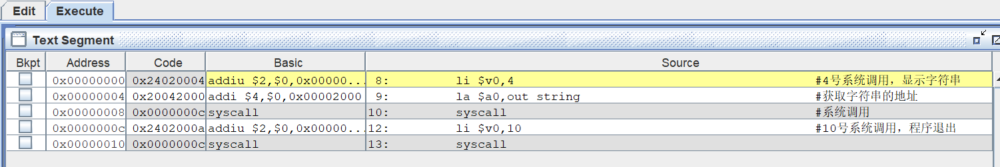 Edit Execute
Text Segment
Bkpt Address Code Basic Source
0x00000000 0x24020004 addiu $2,$0,0x00000... 8: li $v0,4 #4号系统调用，显示字符串
0x00000004 0x20042000 addi $4,$0,0x00002000 9: la $a0,out string #获取字符串的地址
0x00000008 0x0000000c syscall 10: syscall #系统调用
0x0000000c 0x2402000a addiu $2,$0,0x00000... 12: li $v0,10 #10号系统调用，程序退出
0x00000010 0x0000000c syscall 13: syscall